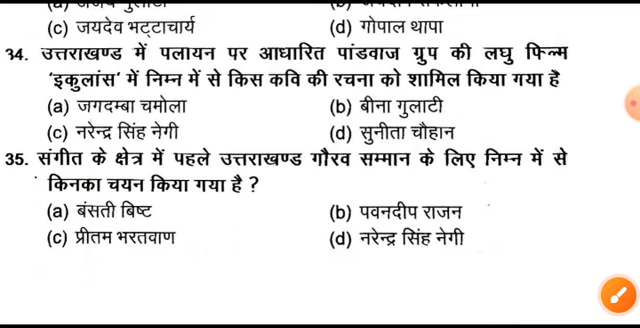 (c) जयदेव भट्टाचार्य (d) गोपाल थापा
34. उत्तराखण्ड में पलायन पर आधारित पांडवाज ग्रुप की लघु फिल्म
'इकुलांस' में निम्न में से किस कवि की रचना को शामिल किया गया है
(a) जगदम्बा चमोला (b) बीना गुलाटी
(c) नरेन्द्र सिंह नेगी (d) सुनीता चौहान
35. संगीत के क्षेत्र में पहले उत्तराखण्ड गौरव सम्मान के लिए निम्न में से
किनका चयन किया गया है ?
(a) बंसती बिष्ट (b) पवनदीप राजन
(c) प्रीतम भरतवाण (d) नरेन्द्र सिंह नेगी